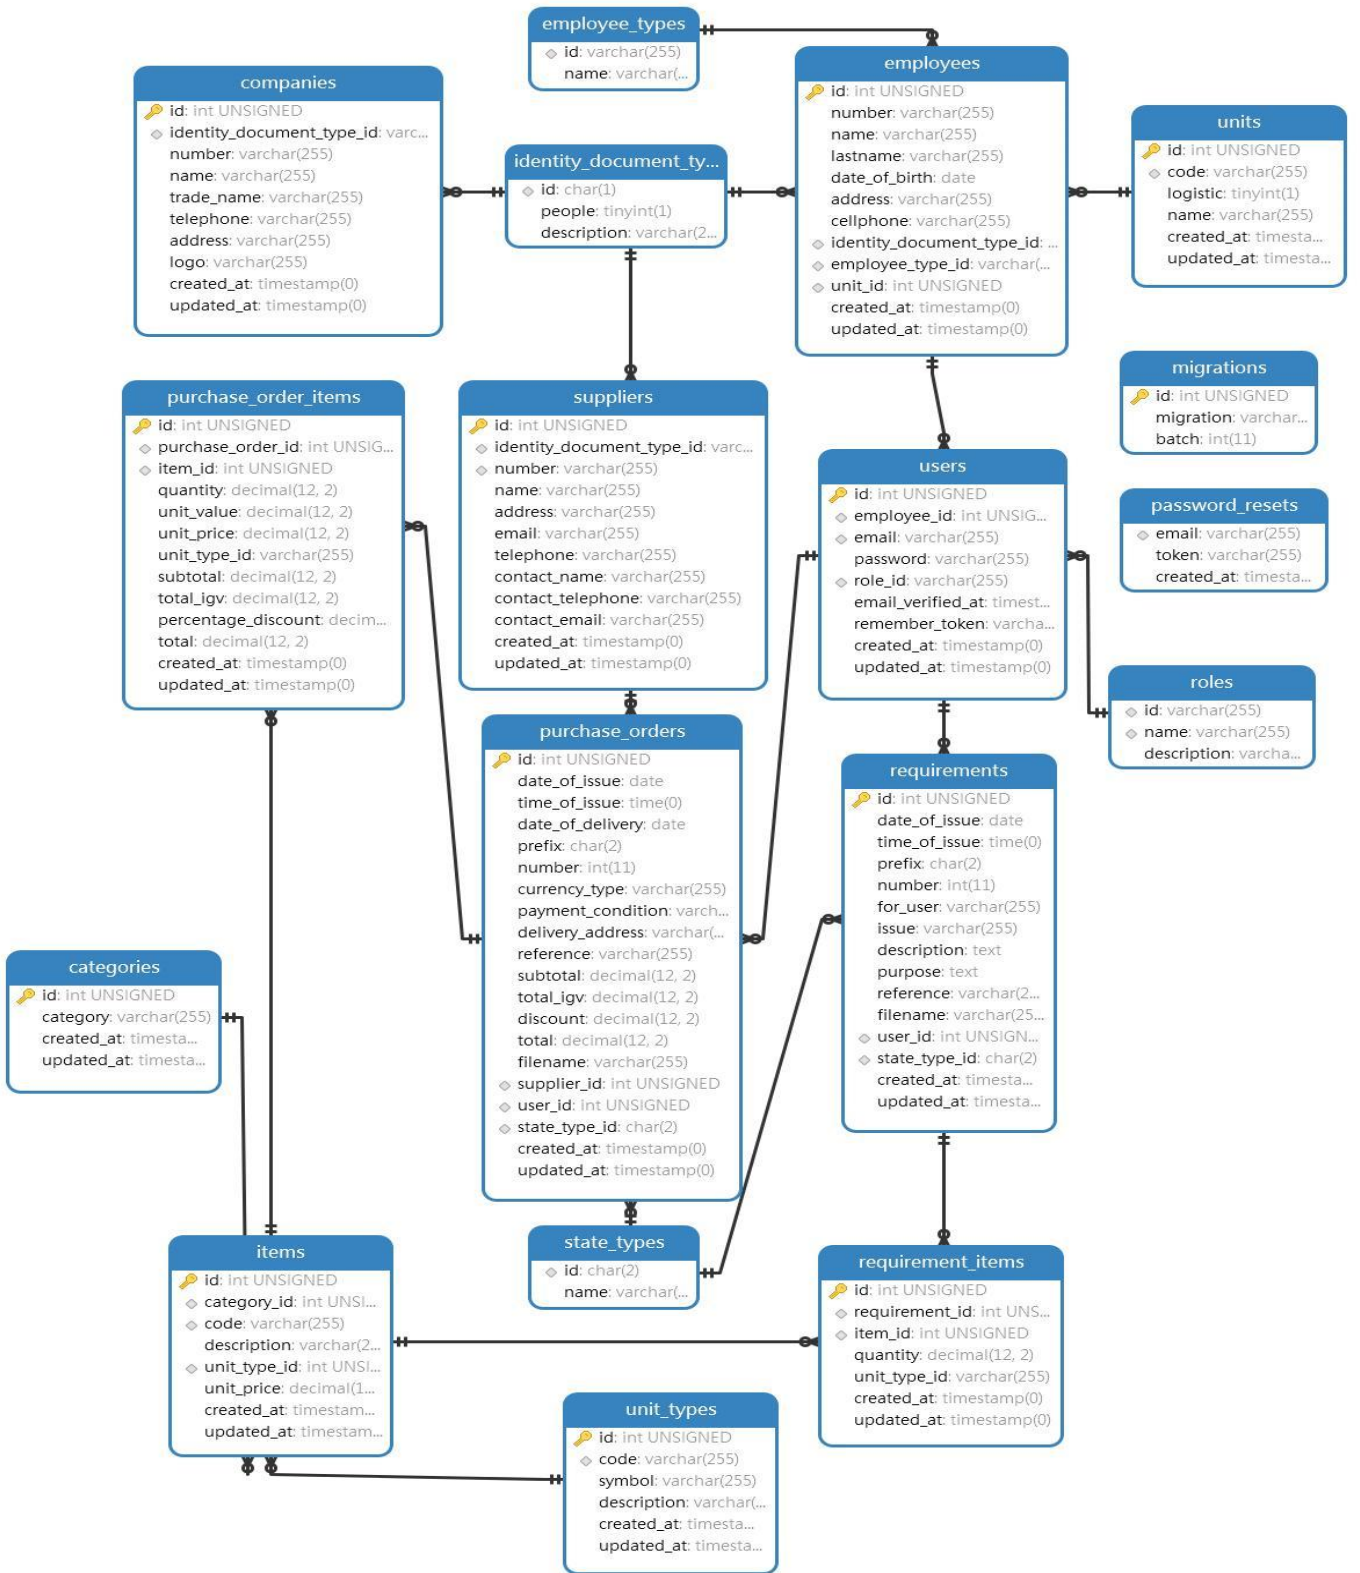 employee_types
id: varchar(255)
name: varchar(...
companies
id: int UNSIGNED
identity_document_type_id: varc...
number: varchar(255)
name: varchar(255)
trade_name: varchar(255)
telephone: varchar(255)
address: varchar(255)
logo: varchar(255)
created_at: timestamp(0)
updated_at: timestamp(0)
identity_document_ty...
id: char(1)
people: tinyint(1)
description: varchar(2...
employees
id: int UNSIGNED
number: varchar(255)
name: varchar(255)
lastname: varchar(255)
date_of_birth: date
address: varchar(255)
cellphone: varchar(255)
identity_document_type_id: ...
employee_type_id: varchar(...
unit_id: int UNSIGNED
created_at: timestamp(0)
updated_at: timestamp(0)
units
id: int UNSIGNED
code: varchar(255)
logistic: tinyint(1)
name: varchar(255)
created_at: timesta...
updated_at: timesta...
migrations
id: int UNSIGNED
migration: varchar...
batch: int(11)
purchase_order_items
id: int UNSIGNED
purchase_order_id: int UNSIG...
item_id: int UNSIGNED
quantity: decimal(12, 2)
unit_value: decimal(12, 2)
unit_price: decimal(12, 2)
unit_type_id: varchar(255)
subtotal: decimal(12, 2)
total_igv: decimal(12, 2)
percentage_discount: decim...
total: decimal(12, 2)
created_at: timestamp(0)
updated_at: timestamp(0)
suppliers
id: int UNSIGNED
identity_document_type_id: varc...
number: varchar(255)
name: varchar(255)
address: varchar(255)
email: varchar(255)
telephone: varchar(255)
contact_name: varchar(255)
contact_telephone: varchar(255)
contact_email: varchar(255)
created_at: timestamp(0)
updated_at: timestamp(0)
users
id: int UNSIGNED
employee_id: int UNSIG...
email: varchar(255)
password: varchar(255)
role_id: varchar(255)
email_verified_at: timest...
remember_token: varcha...
created_at: timestamp(0)
updated_at: timestamp(0)
password_resets
email: varchar(255)
token: varchar(255)
created_at: timesta...
roles
id: varchar(255)
name: varchar(255)
description: varcha...
purchase_orders
id: int UNSIGNED
date_of_issue: date
time_of_issue: time(0)
date_of_delivery: date
prefix: char(2)
number: int(11)
currency_type: varchar(255)
payment_condition: varch...
delivery_address: varchar(...
reference: varchar(255)
subtotal: decimal(12, 2)
total_igv: decimal(12, 2)
discount: decimal(12, 2)
total: decimal(12, 2)
filename: varchar(255)
supplier_id: int UNSIGNED
user_id: int UNSIGNED
state_type_id: char(2)
created_at: timestamp(0)
updated_at: timestamp(0)
requirements
id: int UNSIGNED
date_of_issue: date
time_of_issue: time(0)
prefix: char(2)
number: int(11)
for_user: varchar(255)
issue: varchar(255)
description: text
purpose: text
reference: varchar(2...
filename: varchar(25...
user_id: int UNSIGN...
state_type_id: char(2)
created_at: timesta...
updated_at: timesta...
categories
id: int UNSIGNED
category: varchar(255)
created_at: timesta...
updated_at: timesta...
items
id: int UNSIGNED
category_id: int UNSI...
code: varchar(255)
description: varchar(2...
unit_type_id: int UNSI...
unit_price: decimal(1...
created_at: timestam...
updated_at: timestam...
state_types
id: char(2)
name: varchar(...
requirement_items
id: int UNSIGNED
requirement_id: int UNS...
item_id: int UNSIGNED
quantity: decimal(12, 2)
unit_type_id: varchar(255)
created_at: timestamp(0)
updated_at: timestamp(0)
unit_types
id: int UNSIGNED
code: varchar(255)
symbol: varchar(255)
description: varchar(...
created_at: timesta...
updated_at: timesta...